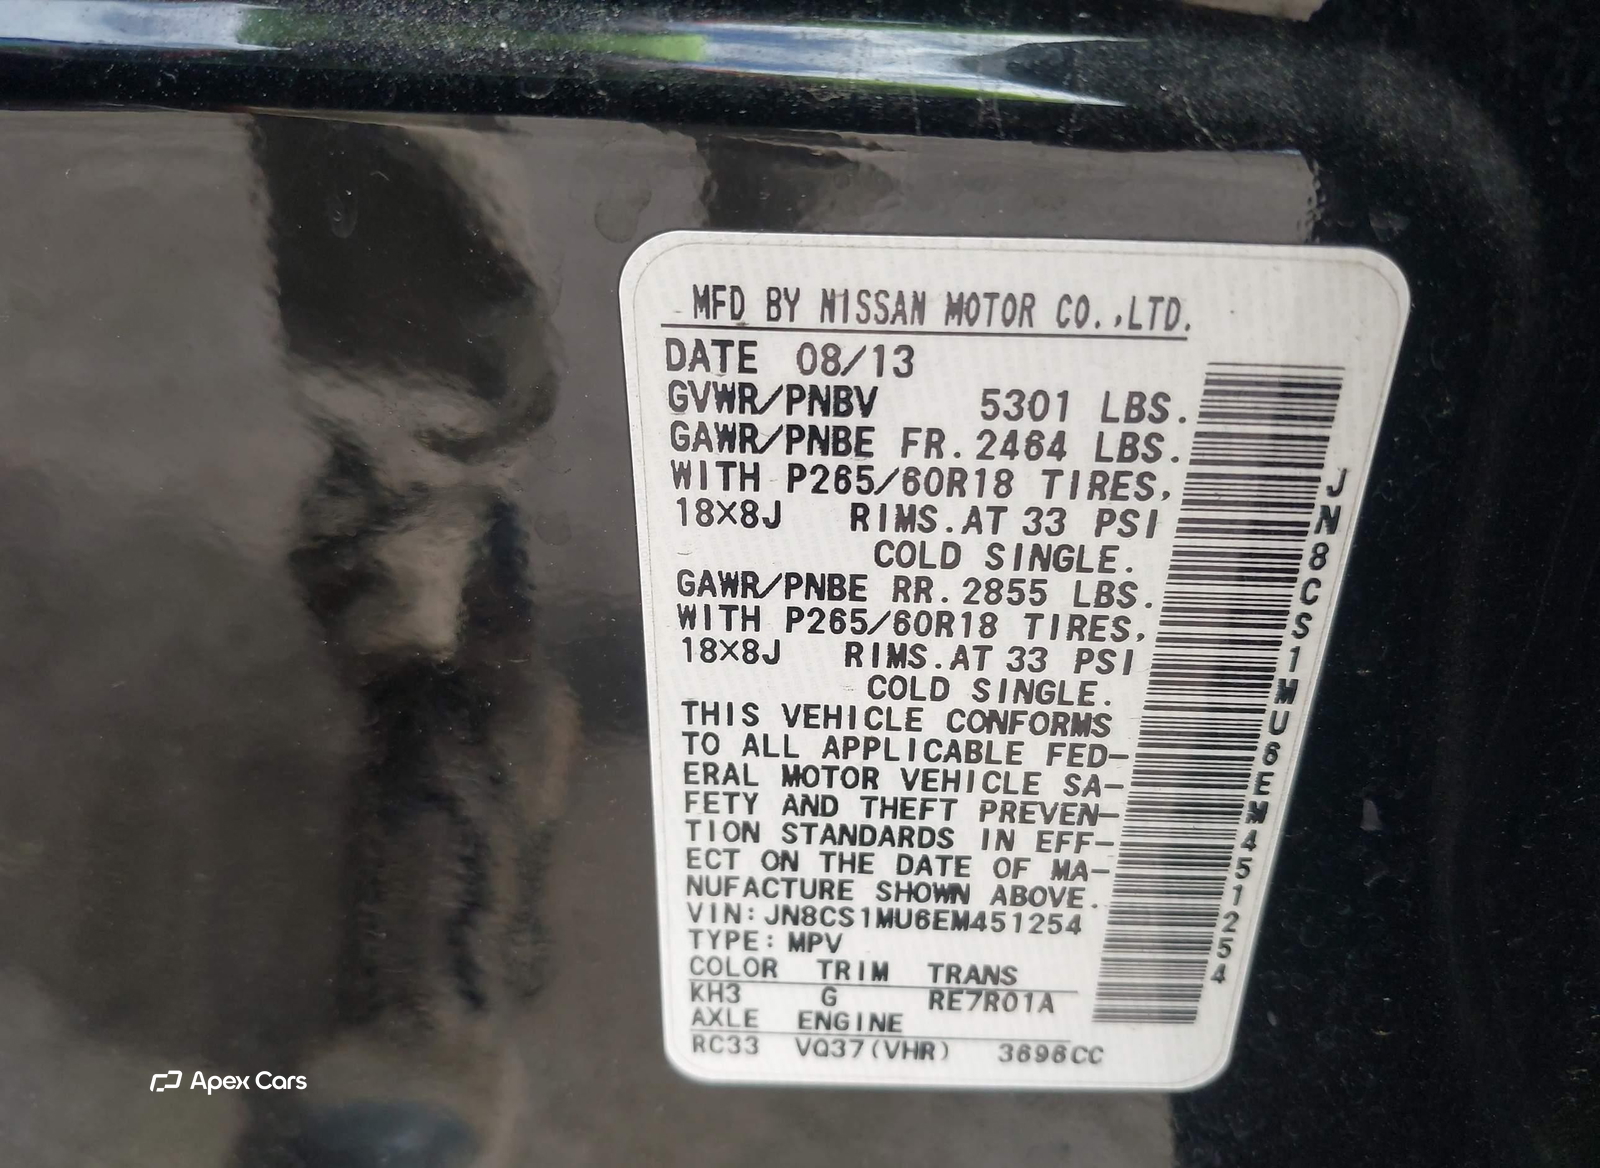 MFD BY NISSAN MOTOR CO.,LTD.
DATE 08/13
GVWR/PNBV 5301 LBS.
GAWR/PNBE FR.2464 LBS.
WITH P265/60R18 TIRES,
18X8J RIMS.AT 33 PSI
COLD SINGLE.
GAWR/PNBE RR.2855 LBS.
WITH P265/60R18 TIRES,
18X8J RIMS.AT 33 PSI
COLD SINGLE.
THIS VEHICLE CONFORMS
TO ALL APPLICABLE FED-
ERAL MOTOR VEHICLE SA-
FETY AND THEFT PREVEN-
TION STANDARDS IN EFF-
ECT ON THE DATE OF MA-
NUFACTURE SHOWN ABOVE.
VIN:JN8CS1MU6EM451254
TYPE:MPV
COLOR TRIM TRANS
KH3 G RE7R01A
AXLE ENGINE
RC33 VQ37(VHR) 3696CC
JN8CS1MU6EM451254
Apex Cars